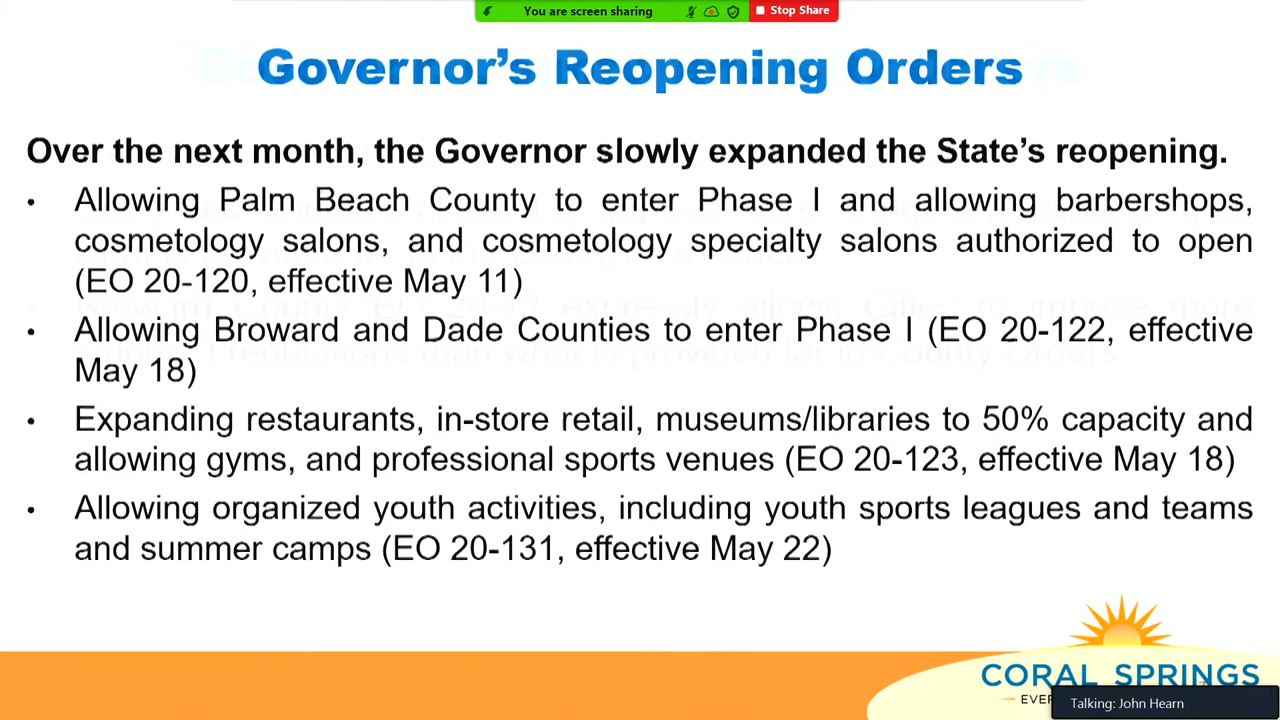 You are screen sharing Stop Share
Governor's Reopening Orders
Over the next month, the Governor slowly expanded the State's reopening.
• Allowing Palm Beach County to enter Phase I and allowing barbershops,
cosmetology salons, and cosmetology specialty salons authorized to open
(EO 20-120, effective May 11)
• Allowing Broward and Dade Counties to enter Phase I (EO 20-122, effective
May 18)
• Expanding restaurants, in-store retail, museums/libraries to 50% capacity and
allowing gyms, and professional sports venues (EO 20-123, effective May 18)
• Allowing organized youth activities, including youth sports leagues and teams
and summer camps (EO 20-131, effective May 22)
CORAL SPRINGS
Talking: John Hearn